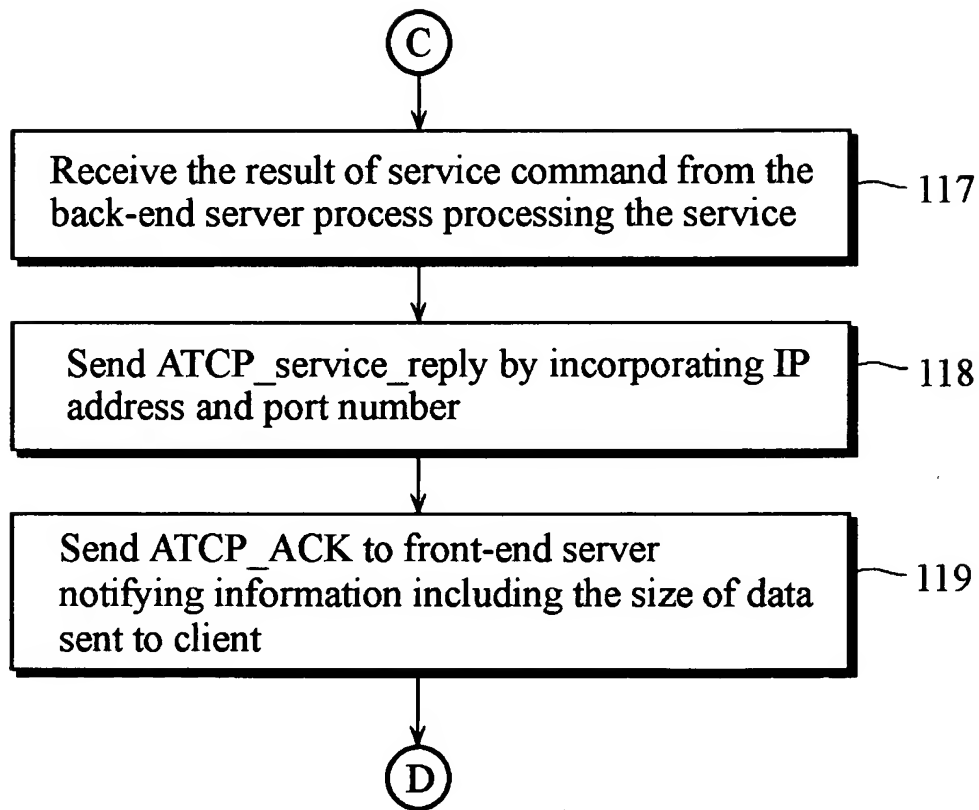 C
Receive the result of service command from the
back-end server process processing the service
117
Send ATCP_service_reply by incorporating IP
address and port number
118
Send ATCP_ACK to front-end server
notifying information including the size of data
sent to client
119
D